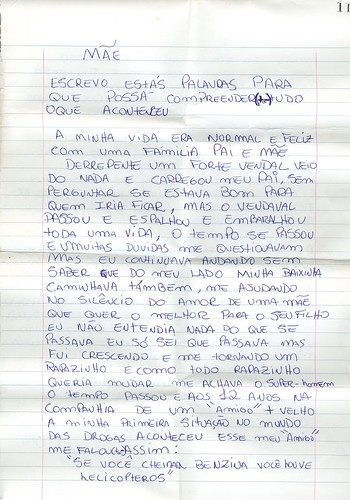 11
MÃE
ESCREVO ESTAS PALAVRAS PARA
QUE POSSA COMPREENDER TUDO
OQUE ACONTECEU
A MINHA VIDA ERA NORMAL E FELIZ
COM UMA FAMILIA PAI E MÃE
DERREPENTE UM FORTE VENDAL VEIO
DO NADA E CARREGOU MEU PAI, SEM
PERGUNTAR SE ESTAVA BOM PARA
QUEM IRIA FICAR, MAS O VENDAVAL
PASSOU E ESPALHOU E EMBARALHOU
TODA UMA VIDA, O TEMPO SE PASSOU
E MUITAS DUVIDAS ME QUESTIONAVAM
MAS EU CONTINUAVA ANDANDO SEM
SABER QUE DO MEU LADO MINHA BAIXINHA
CAMINHAVA TAMBEM, ME AJUDANDO
NO SILÊNCIO DO AMOR DE UMA MÃE
QUE QUER O MELHOR PARA O SEU FILHO
EU NÃO ENTENDIA NADA DO QUE SE
PASSAVA EU SÓ SEI QUE PASSAVA MAS
FUI CRESCENDO E ME TORNANDO UM
RAPAZINHO E COMO TODO RAPAZINHO
QUERIA MUDAR ME ACHAVA O SUPER-HOMEM
O TEMPO PASSOU E AOS 12 ANOS NA
COMPANHIA DE UM "AMIGO" + VELHO
A MINHA PRIMEIRA SITUAÇÃO NO MUNDO
DAS DROGAS ACONTECEU ESSE MEU "AMIGO"
ME FALOU ASSIM:
"SE VOCÊ CHEIRAR BENZINA VOCÊ OUVE
HELICOPTEROS"